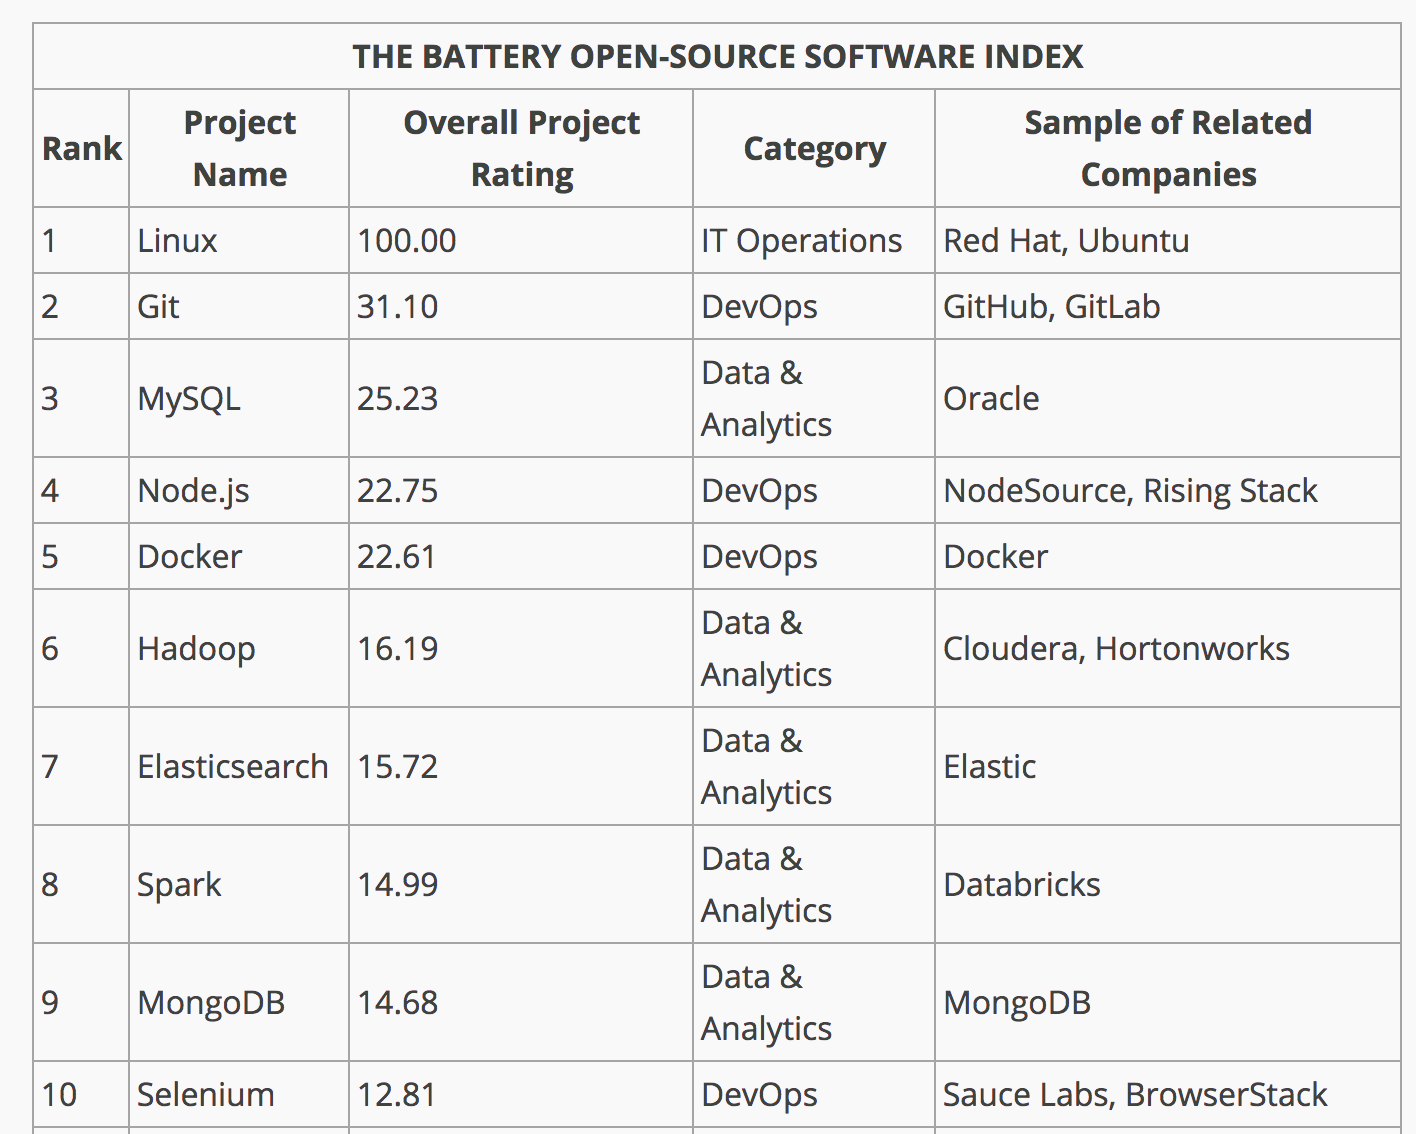 THE BATTERY OPEN-SOURCE SOFTWARE INDEX
Rank Project Name Overall Project Rating Category Sample of Related Companies
1 Linux 100.00 IT Operations Red Hat, Ubuntu
2 Git 31.10 DevOps GitHub, GitLab
3 MySQL 25.23 Data & Analytics Oracle
4 Node.js 22.75 DevOps NodeSource, Rising Stack
5 Docker 22.61 DevOps Docker
6 Hadoop 16.19 Data & Analytics Cloudera, Hortonworks
7 Elasticsearch 15.72 Data & Analytics Elastic
8 Spark 14.99 Data & Analytics Databricks
9 MongoDB 14.68 Data & Analytics MongoDB
10 Selenium 12.81 DevOps Sauce Labs, BrowserStack